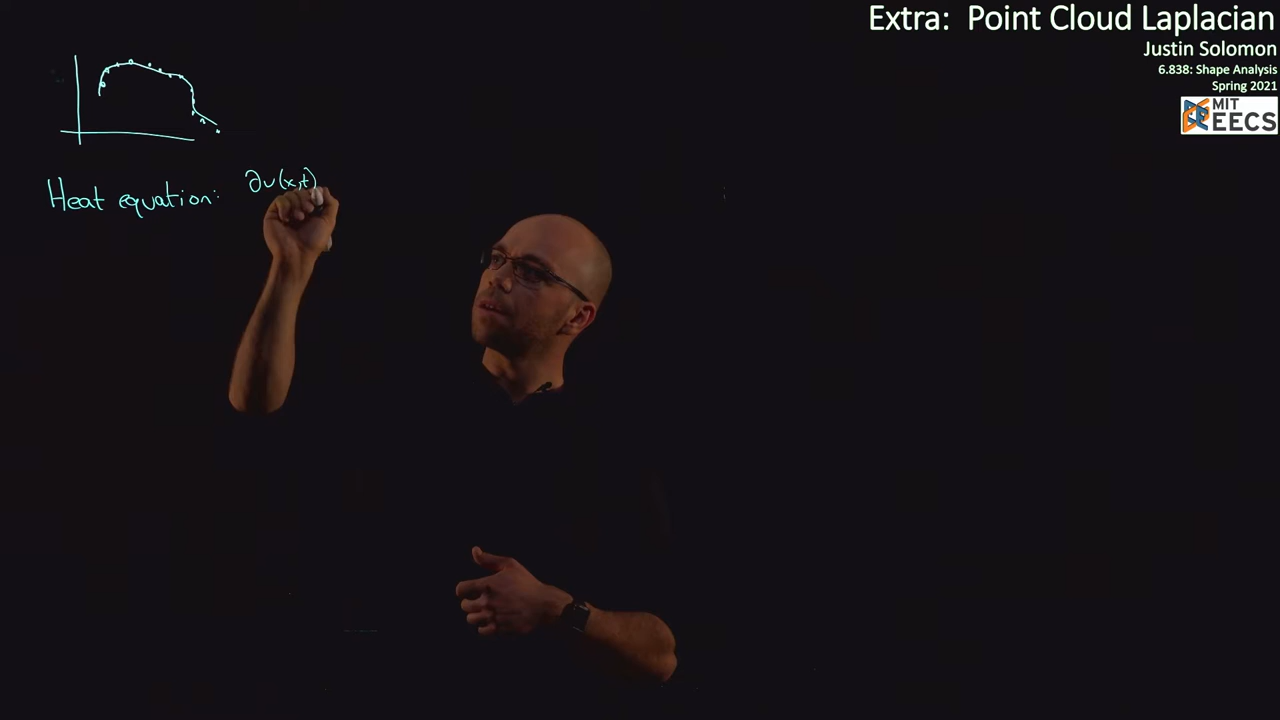 Extra: Point Cloud Laplacian
Justin Solomon
6.838: Shape Analysis
Spring 2021
MIT
EECS
Heat equation: ∂u(x,t)